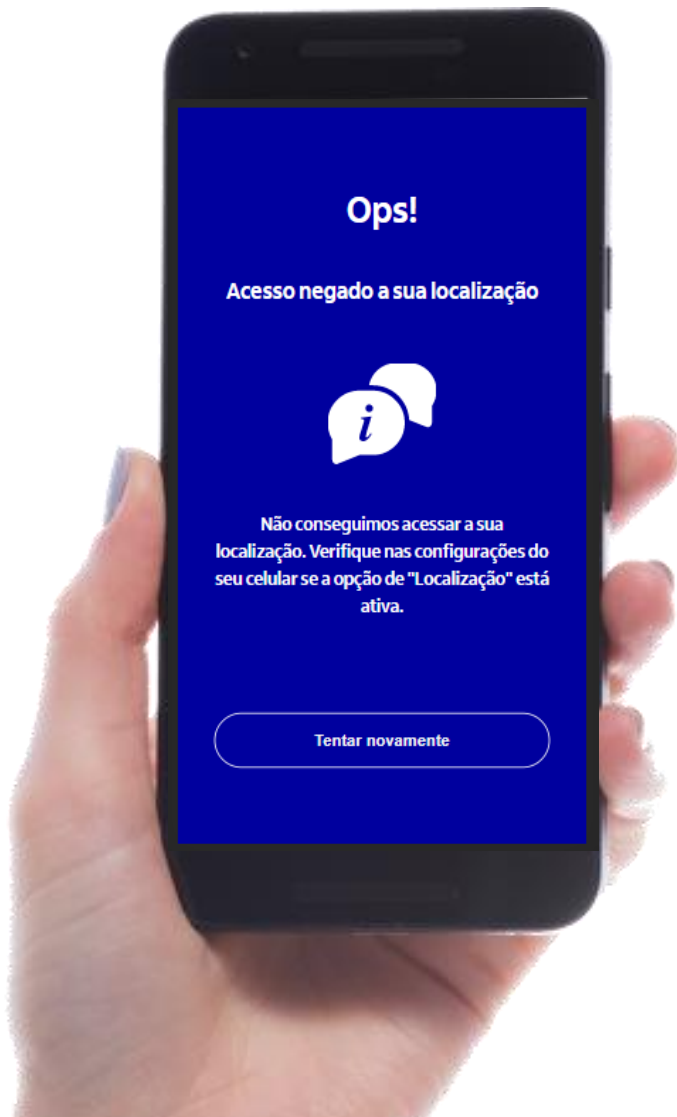 Ops!
Acesso negado a sua localização
i
Não conseguimos acessar a sua
localização. Verifique nas configurações do
seu celular se a opção de "Localização" está
ativa.
Tentar novamente